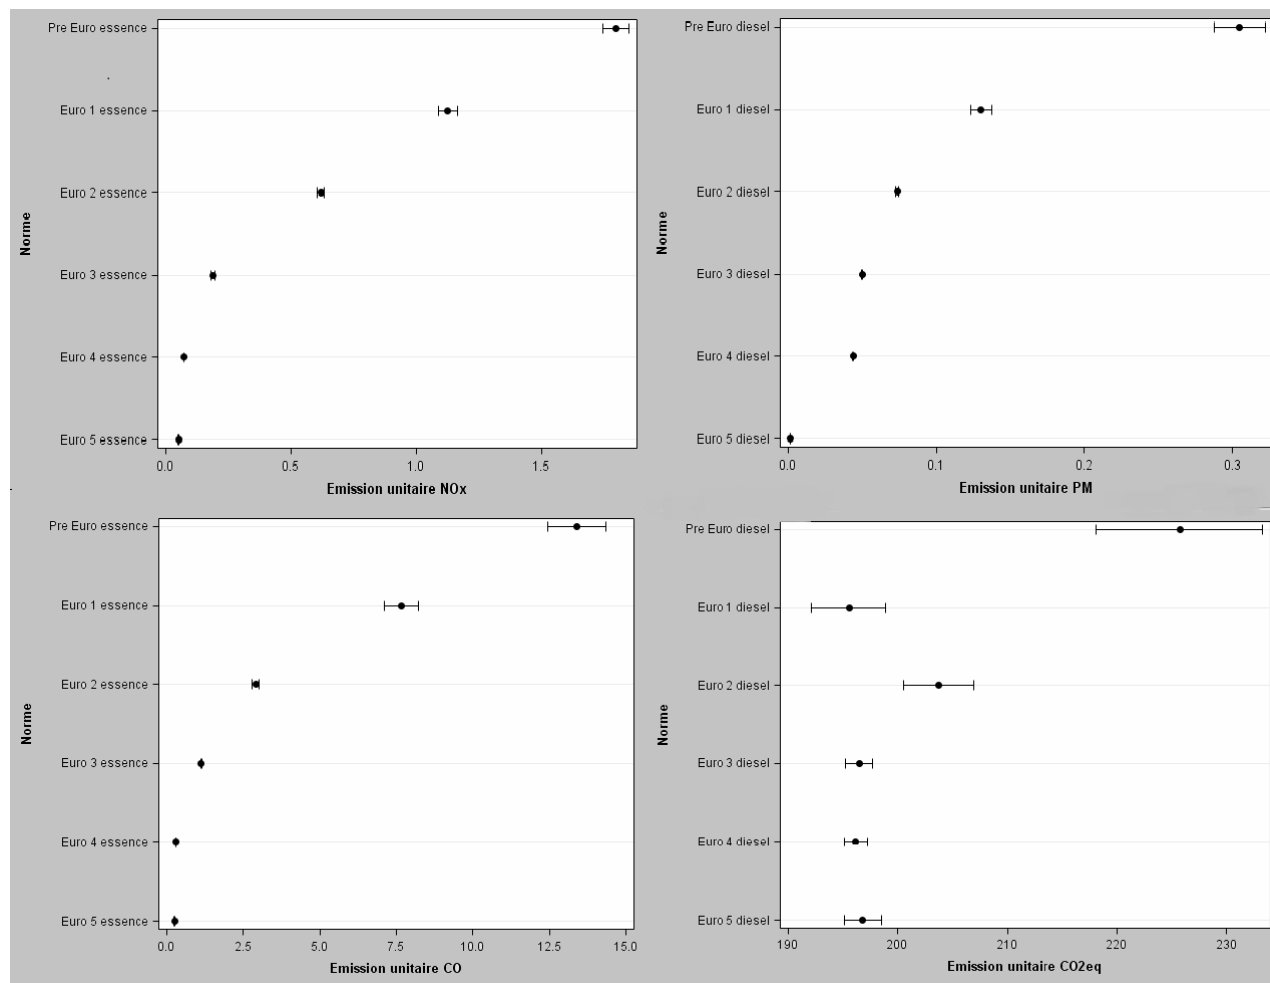 Pre Euro essence
Euro 1 essence
Euro 2 essence
Euro 3 essence
Euro 4 essence
Euro 5 essence
Norme
0.0 0.5 1.0 1.5
Emission unitaire NOx
Pre Euro diesel
Euro 1 diesel
Euro 2 diesel
Euro 3 diesel
Euro 4 diesel
Euro 5 diesel
Norme
0.0 0.1 0.2 0.3
Emission unitaire PM
Pre Euro essence
Euro 1 essence
Euro 2 essence
Euro 3 essence
Euro 4 essence
Euro 5 essence
Norme
0.0 2.5 5.0 7.5 10.0 12.5 15.0
Emission unitaire CO
Pre Euro diesel
Euro 1 diesel
Euro 2 diesel
Euro 3 diesel
Euro 4 diesel
Euro 5 diesel
Norme
190 200 210 220 230
Emission unitaire CO2eq